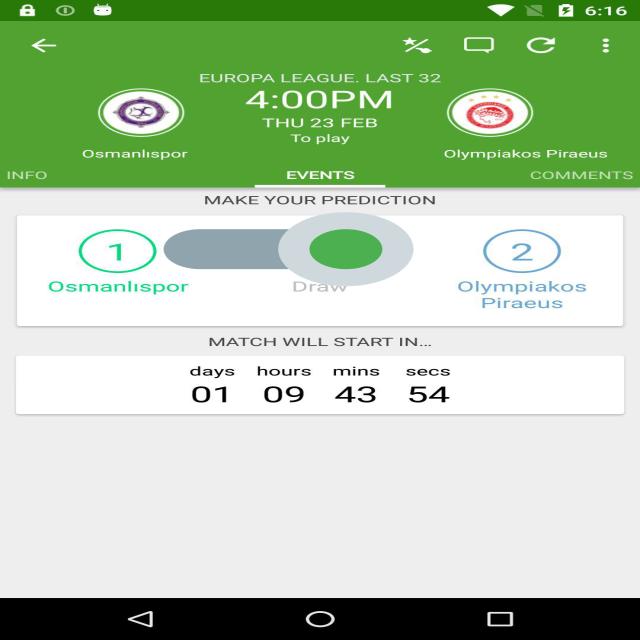 6:16
EUROPA LEAGUE. LAST 32
4:00PM
THU 23 FEB
To play
Osmanlıspor
Olympiakos Piraeus
INFO
EVENTS
COMMENTS
MAKE YOUR PREDICTION
1
2
Osmanlıspor
Draw
Olympiakos
Piraeus
MATCH WILL START IN...
days hours mins secs
01 09 43 54